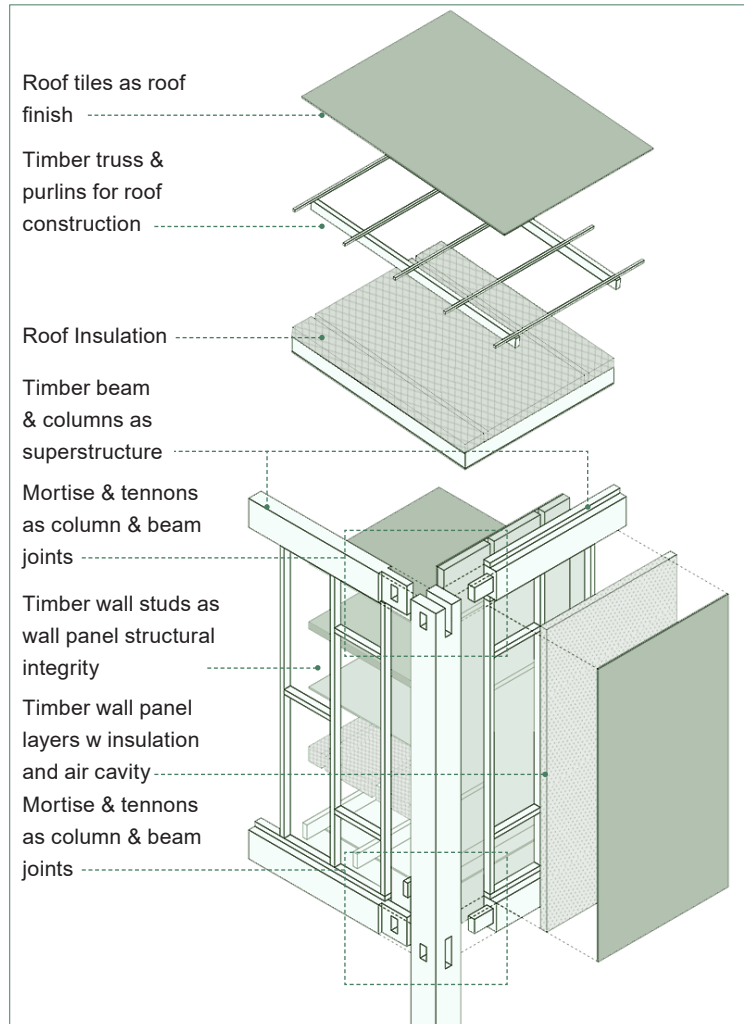 Roof tiles as roof
finish
Timber truss &
purlins for roof
construction
Roof Insulation
Timber beam
& columns as
superstructure
Mortise & tennons
as column & beam
joints
Timber wall studs as
wall panel structural
integrity
Timber wall panel
layers w insulation
and air cavity
Mortise & tennons
as column & beam
joints